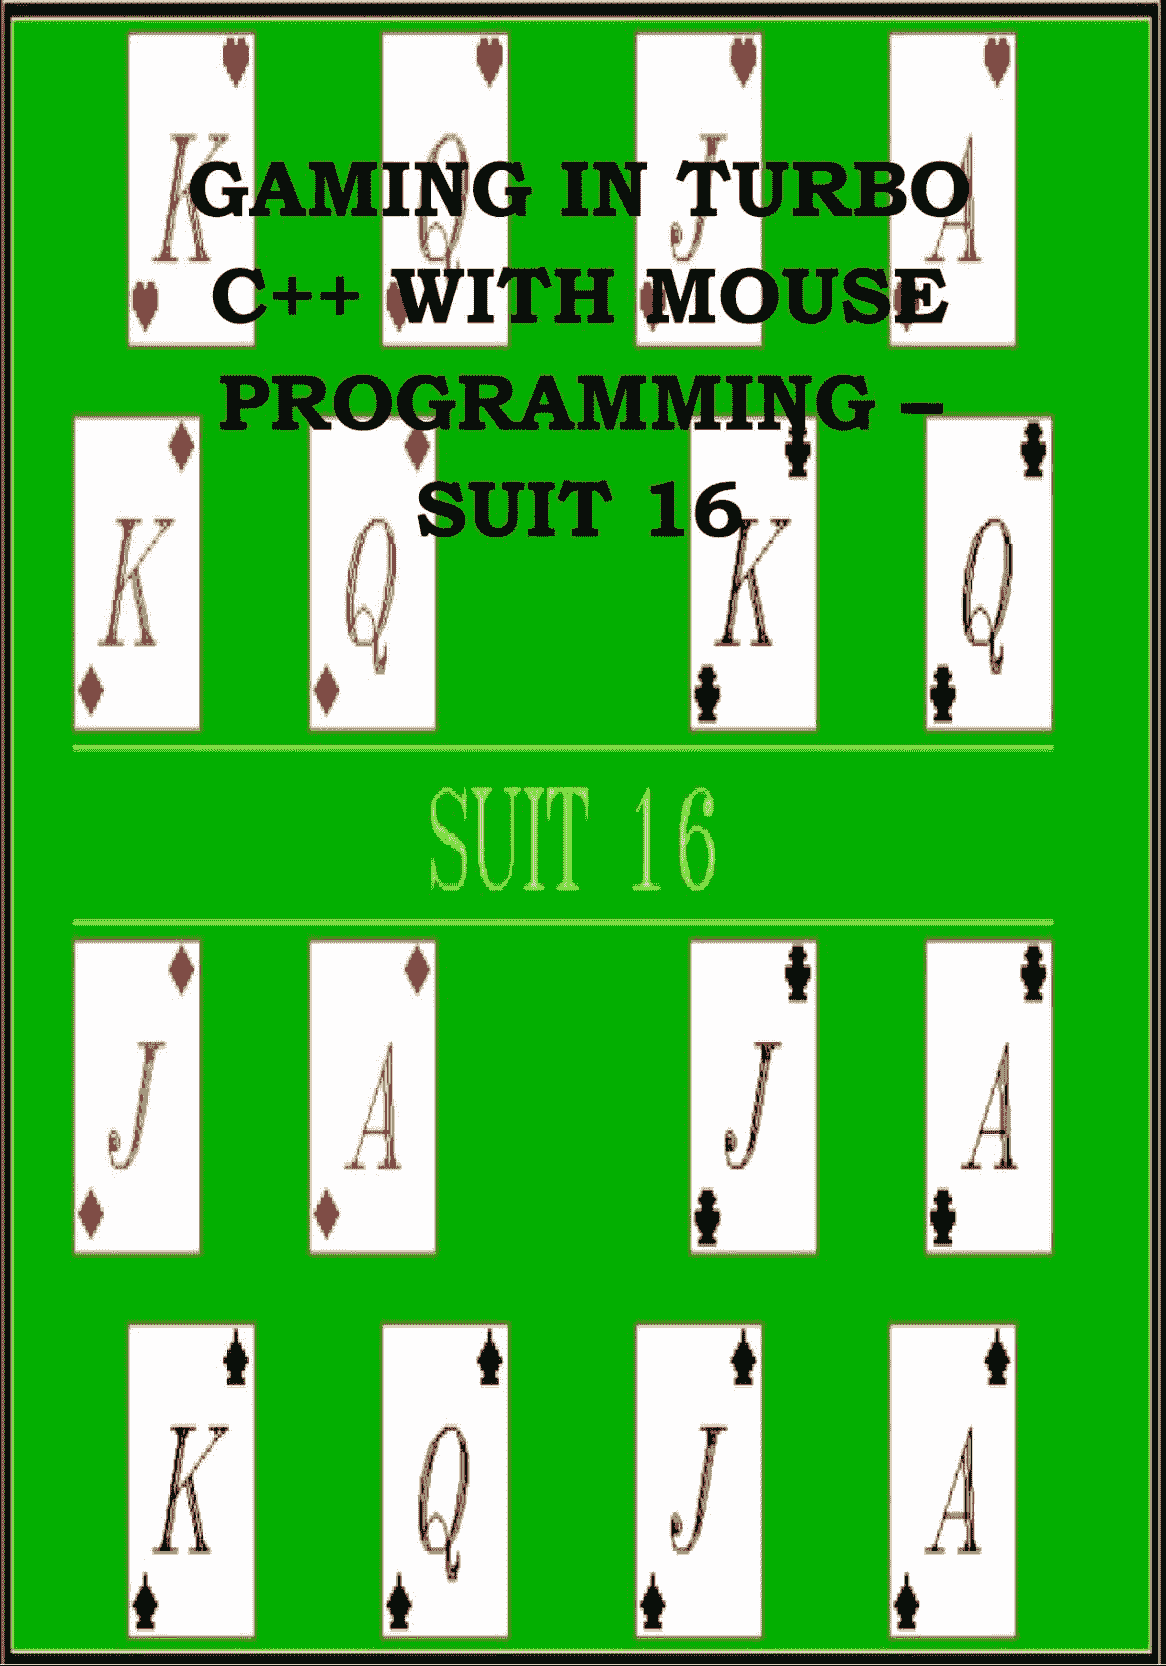 K Q J A
GAMING IN TURBO
C++ WITH MOUSE
PROGRAMMING –
SUIT 16
K Q K Q
SUIT 16
J A J A
K Q J A